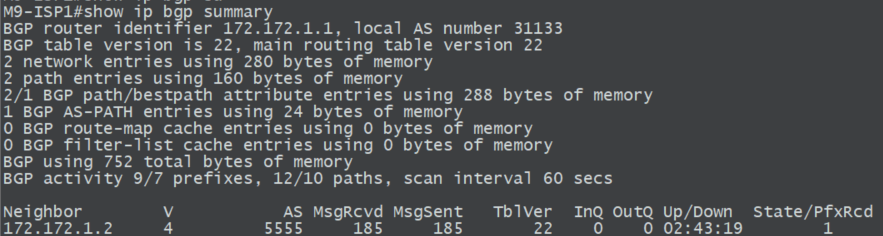 M9-ISP1#show ip bgp summary
BGP router identifier 172.172.1.1, local AS number 31133
BGP table version is 22, main routing table version 22
2 network entries using 280 bytes of memory
2 path entries using 160 bytes of memory
2/1 BGP path/bestpath attribute entries using 288 bytes of memory
1 BGP AS-PATH entries using 24 bytes of memory
0 BGP route-map cache entries using 0 bytes of memory
0 BGP filter-list cache entries using 0 bytes of memory
BGP using 752 total bytes of memory
BGP activity 9/7 prefixes, 12/10 paths, scan interval 60 secs
Neighbor V AS MsgRcvd MsgSent TblVer InQ OutQ Up/Down State/PfxRcd
172.172.1.2 4 5555 185 185 22 0 0 02:43:19 1